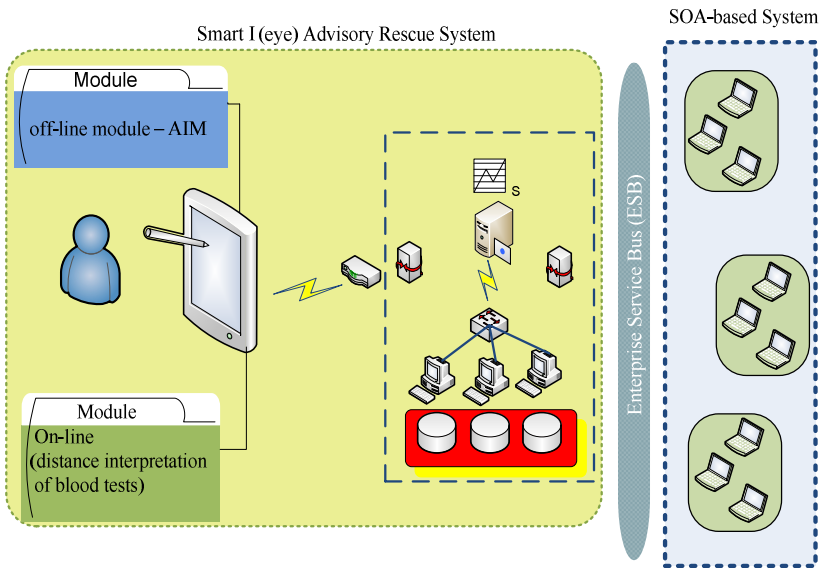 SOA-based System
Smart I (eye) Advisory Rescue System
Module
off-line module – AIM
S
Enterprise Service Bus (ESB)
Module
On-line
(distance interpretation
of blood tests)